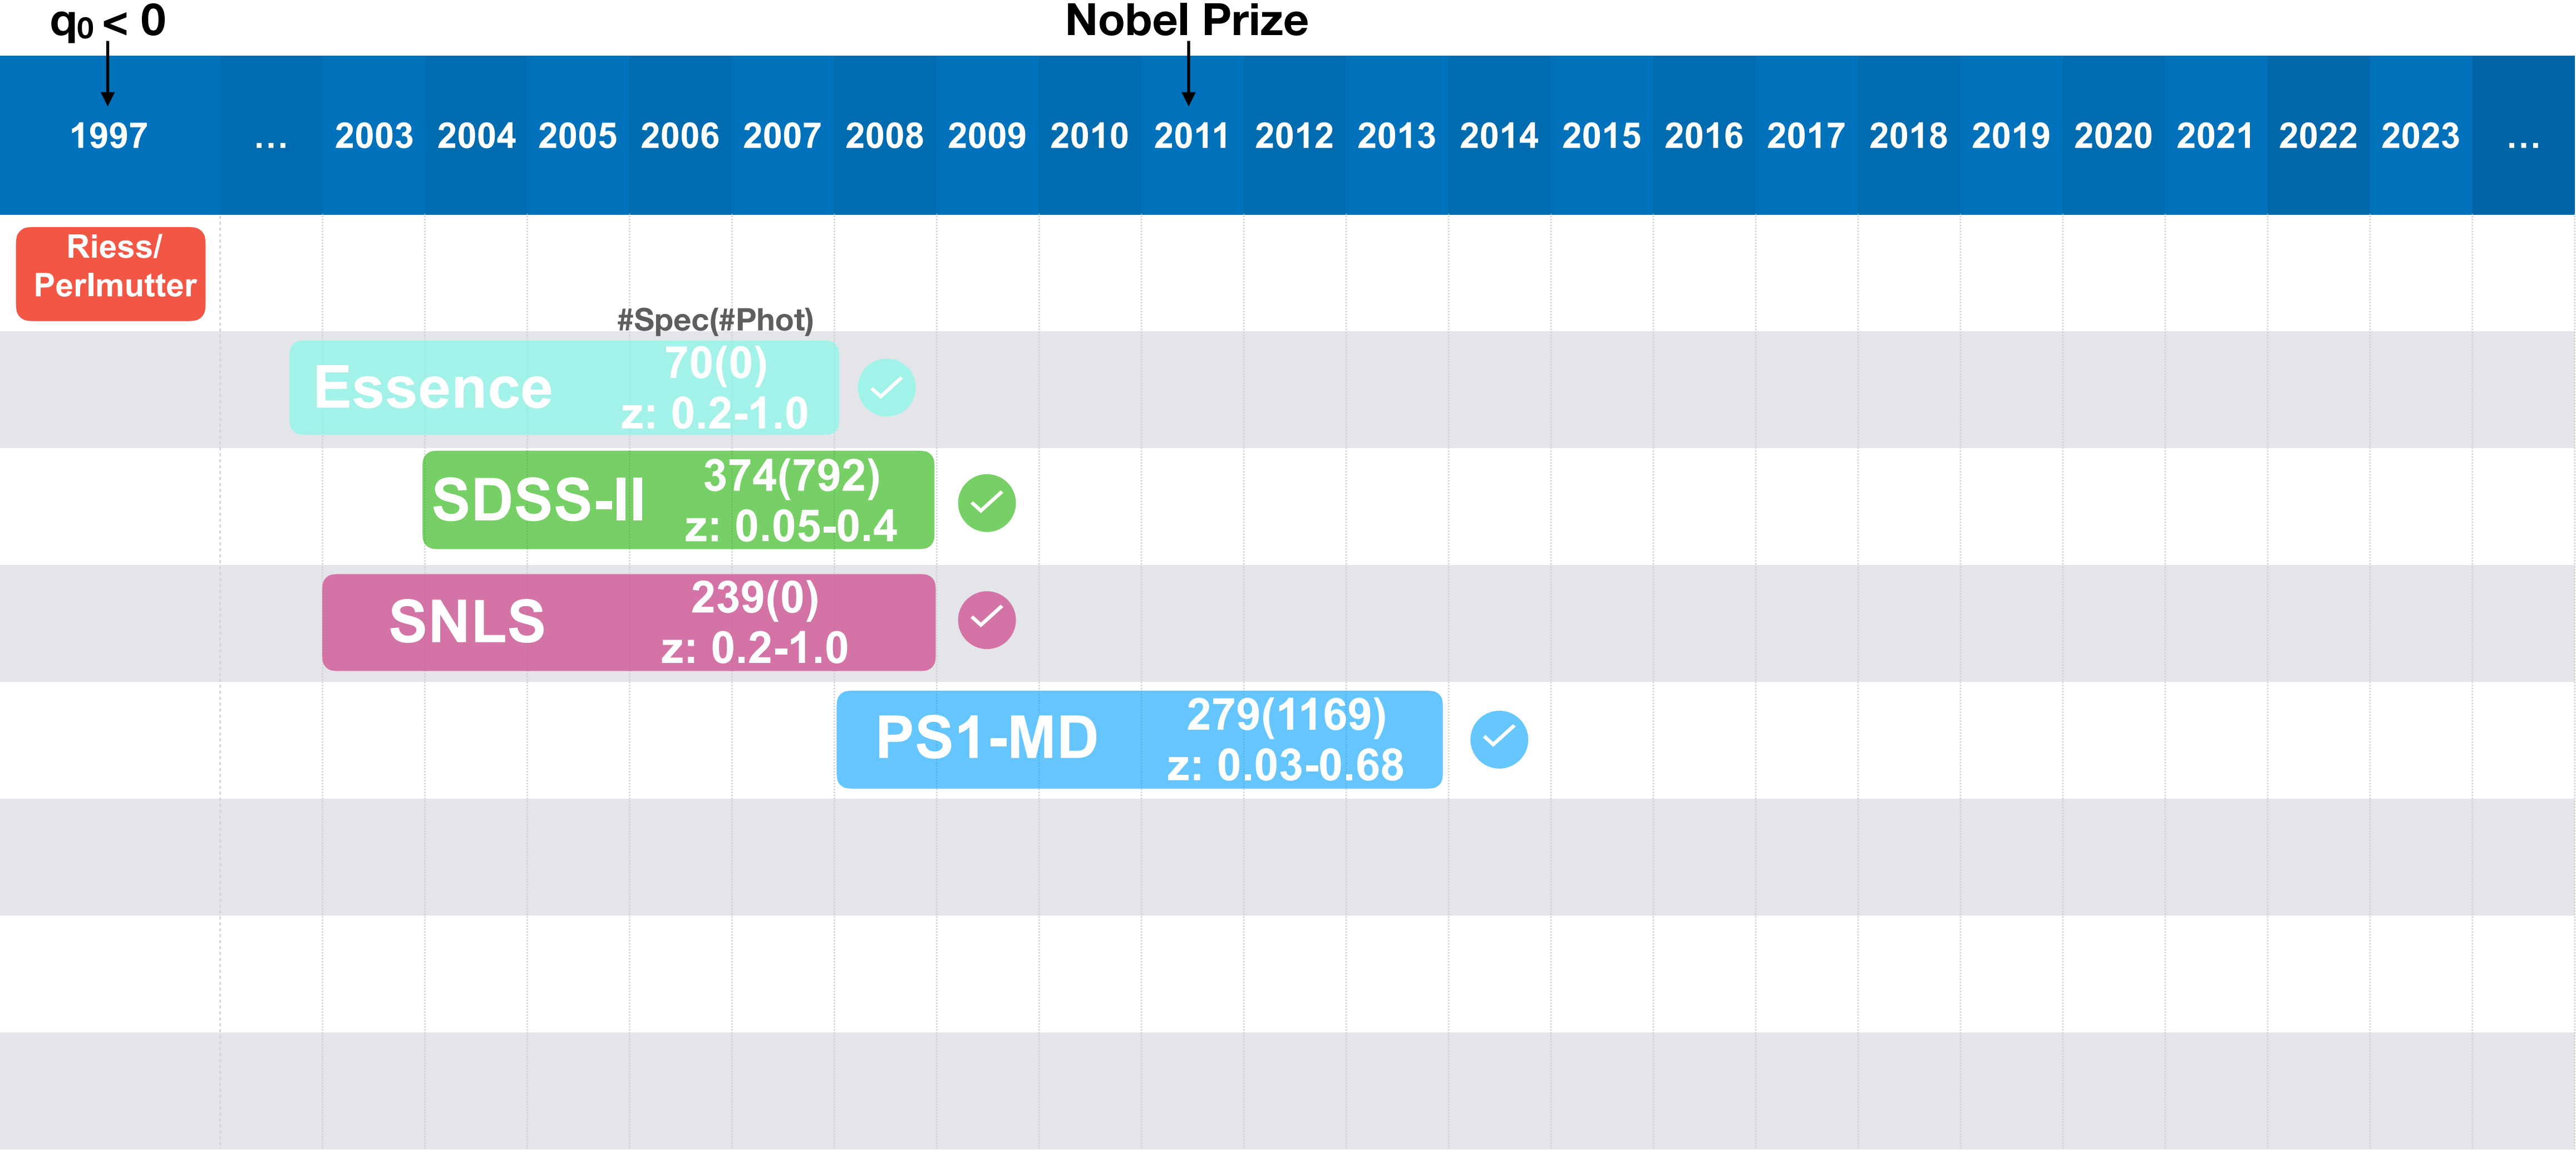 q₀ < 0
Nobel Prize
1997 ... 2003 2004 2005 2006 2007 2008 2009 2010 2011 2012 2013 2014 2015 2016 2017 2018 2019 2020 2021 2022 2023 ...
Riess/
Perlmutter
#Spec(#Phot)
Essence
70(0)
z: 0.2-1.0
SDSS-II
374(792)
z: 0.05-0.4
SNLS
239(0)
z: 0.2-1.0
PS1-MD
279(1169)
z: 0.03-0.68